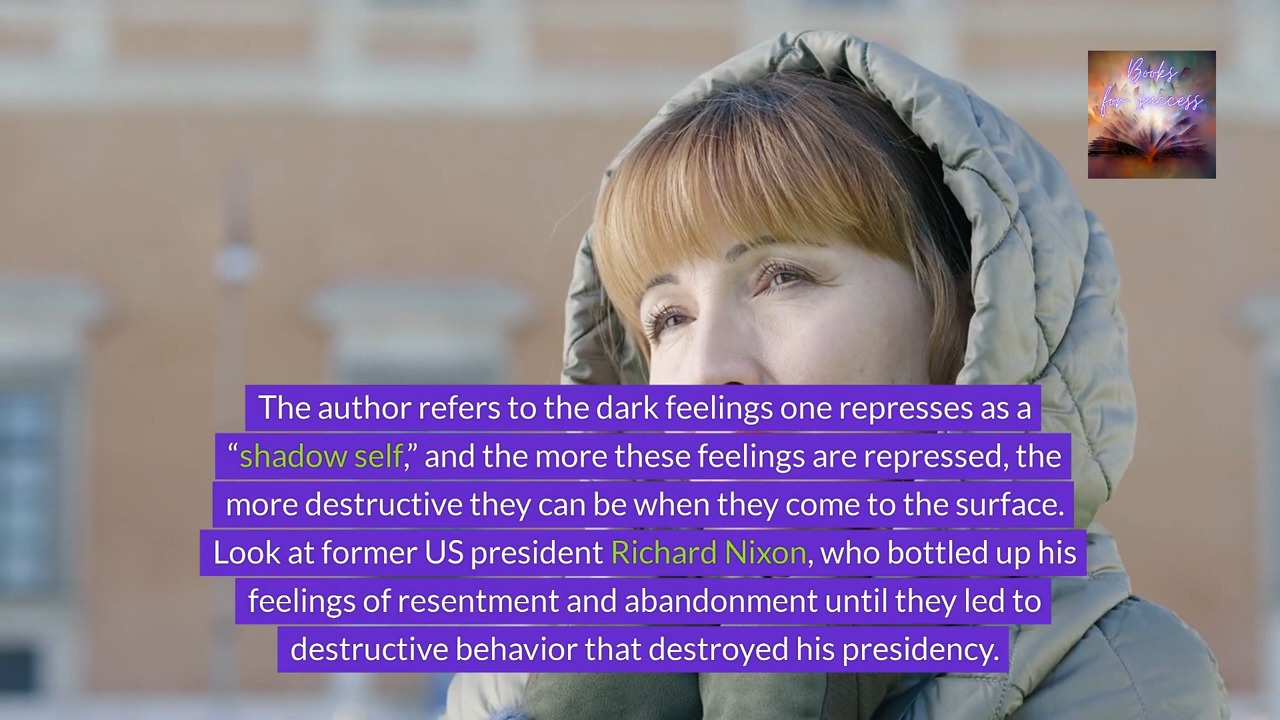 Books
for success
The author refers to the dark feelings one represses as a
“shadow self,” and the more these feelings are repressed, the
more destructive they can be when they come to the surface.
Look at former US president Richard Nixon, who bottled up his
feelings of resentment and abandonment until they led to
destructive behavior that destroyed his presidency.